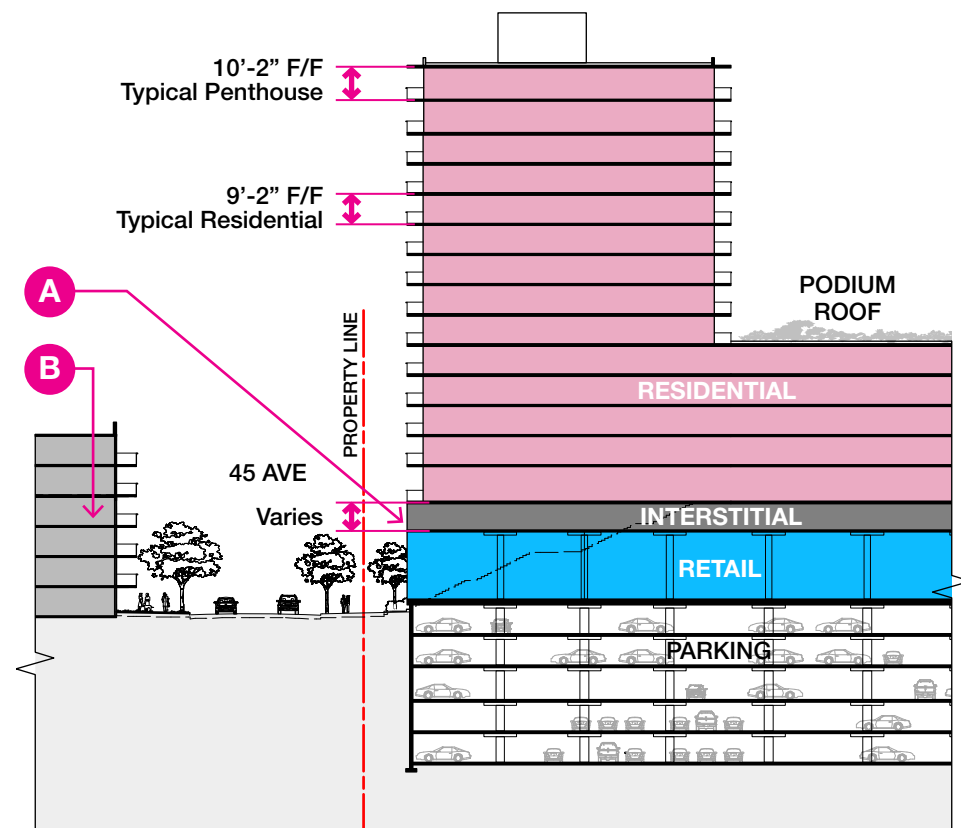 10’-2” F/F
Typical Penthouse
9’-2” F/F
Typical Residential
A
PODIUM
ROOF
B
PROPERTY LINE
RESIDENTIAL
45 AVE
Varies
INTERSTITIAL
RETAIL
PARKING